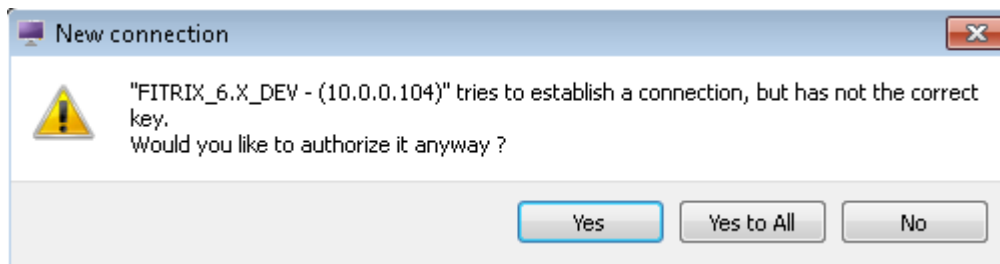 New connection
"FITRIX_6.X_DEV - (10.0.0.104)" tries to establish a connection, but has not the correct
key.
Would you like to authorize it anyway ?
Yes Yes to All No